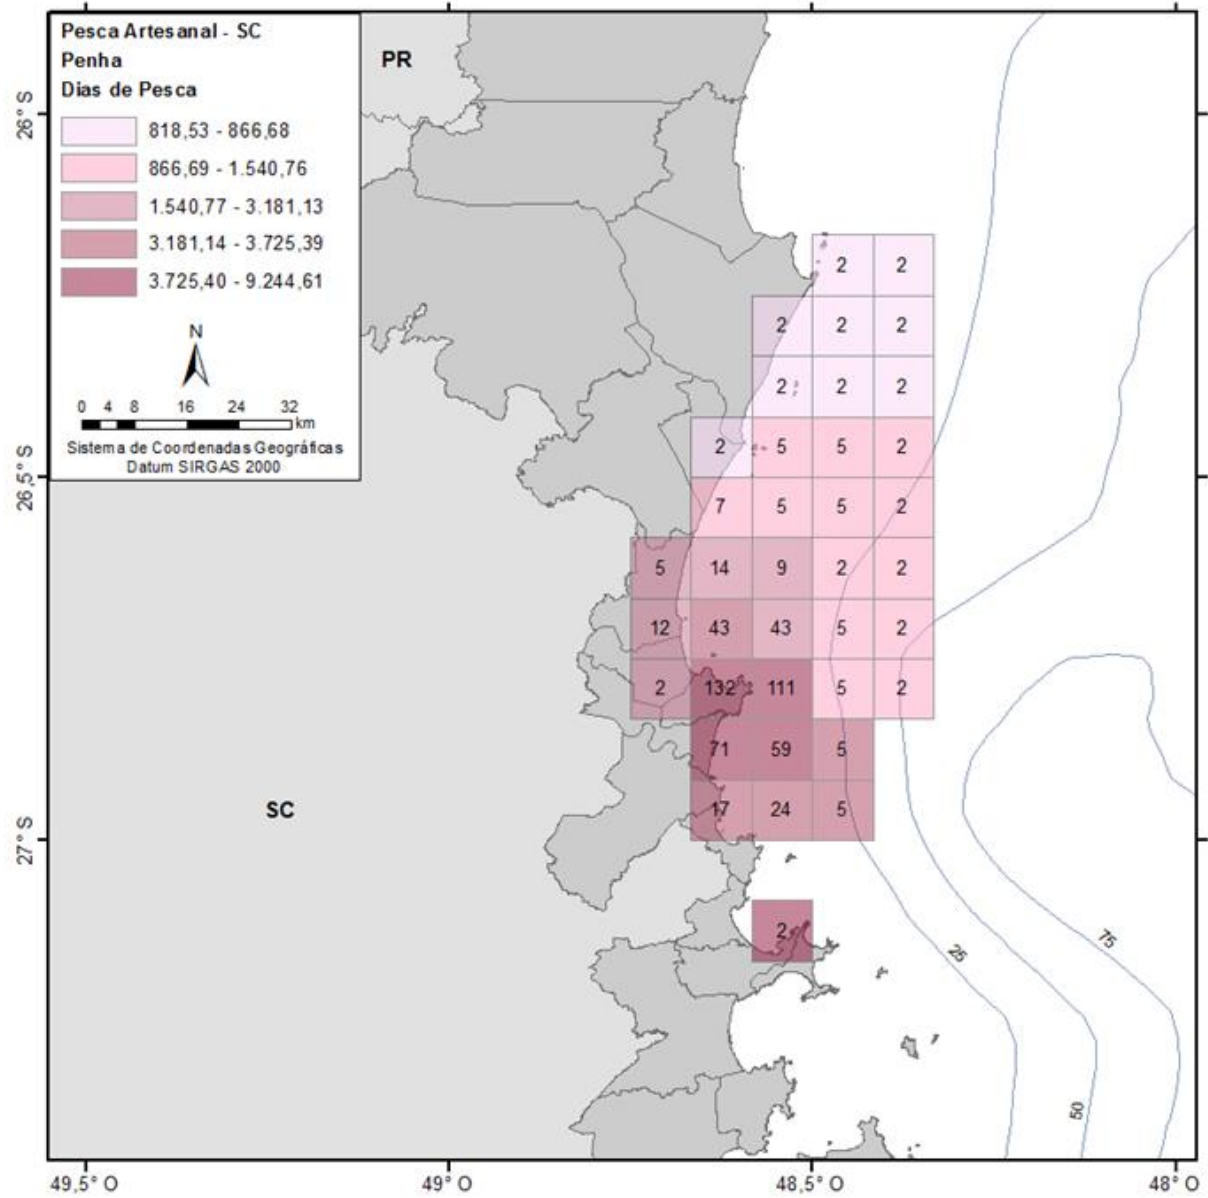 Pesca Artesanal - SC
Penha
Dias de Pesca
818,53 - 866,68
866,69 - 1.540,76
1.540,77 - 3.181,13
3.181,14 - 3.725,39
3.725,40 - 9.244,61
N
0 4 8 16 24 32
km
Sistema de Coordenadas Geográficas
Datum SIRGAS 2000
PR
26° S
2 2
2 2 2
2 2 2
2 5 5 2
26,5° S
7 5 5 2
5 14 9 2 2
12 43 43 5 2
2 132 111 5 2
71 59 5
SC
17 24 5
27° S
2
25
75
50
49,5° O 49° O 48,5° O 48° O